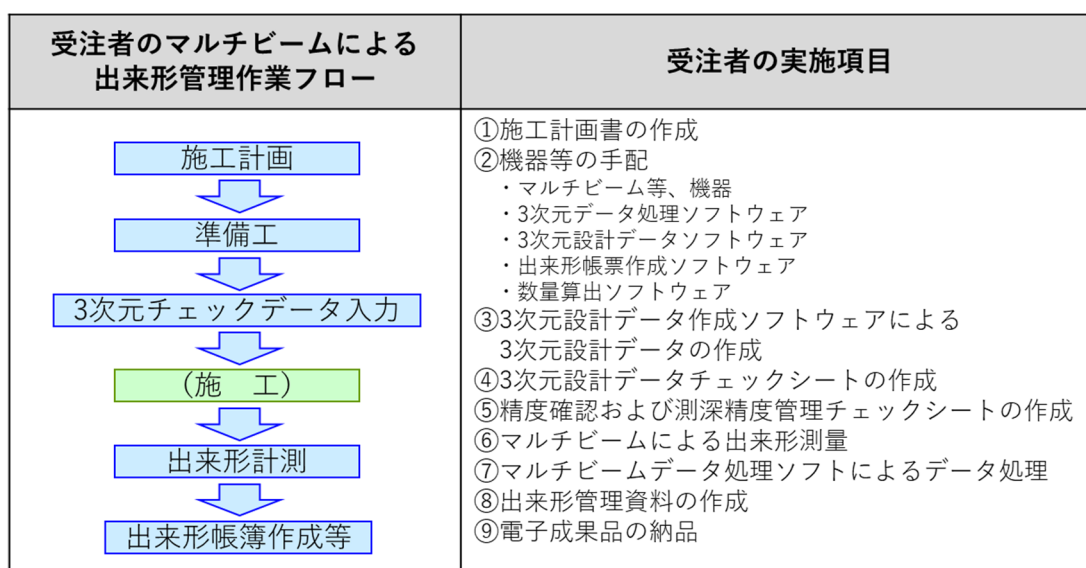 受注者のマルチビームによる
出来形管理作業フロー
受注者の実施項目
施工計画
準備工
3次元チェックデータ入力
（施　工）
出来形計測
出来形帳簿作成等
①施工計画書の作成
②機器等の手配
・マルチビーム等、機器
・3次元データ処理ソフトウェア
・3次元設計データソフトウェア
・出来形帳票作成ソフトウェア
・数量算出ソフトウェア
③3次元設計データ作成ソフトウェアによる
3次元設計データの作成
④3次元設計データチェックシートの作成
⑤精度確認および測深精度管理チェックシートの作成
⑥マルチビームによる出来形測量
⑦マルチビームデータ処理ソフトによるデータ処理
⑧出来形管理資料の作成
⑨電子成果品の納品